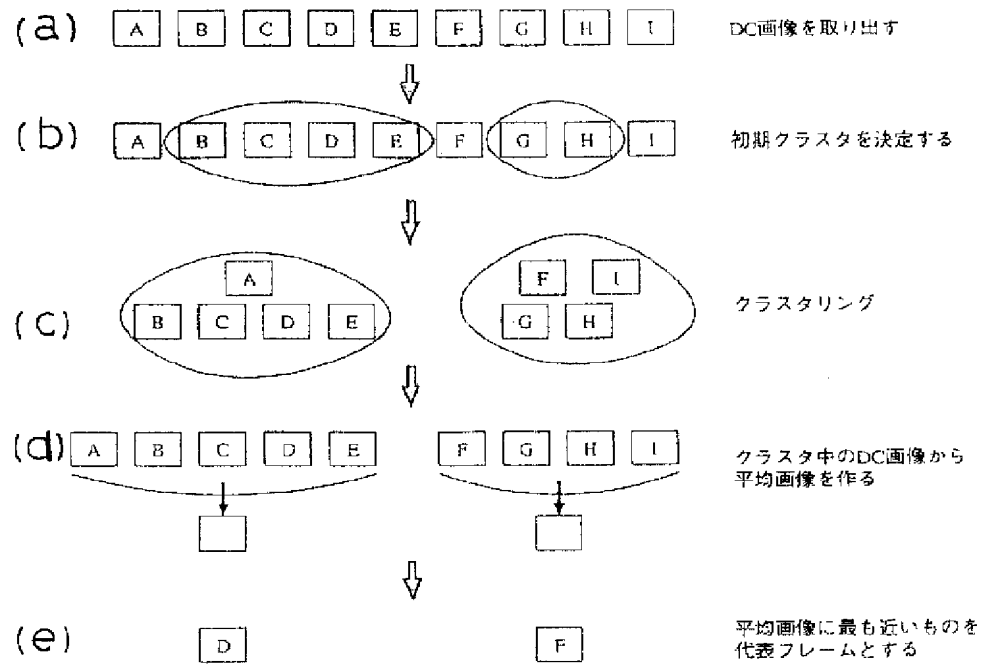 (a) A B C D E F G H I DC画像を取り出す
(b) A B C D E F G H I 初期クラスタを決定する
A F I
(c) B C D E G H クラスタリング
(d) A B C D E F G H I クラスタ中のDC画像から
平均画像を作る
(e) D F 平均画像に最も近いものを
代表フレームとする